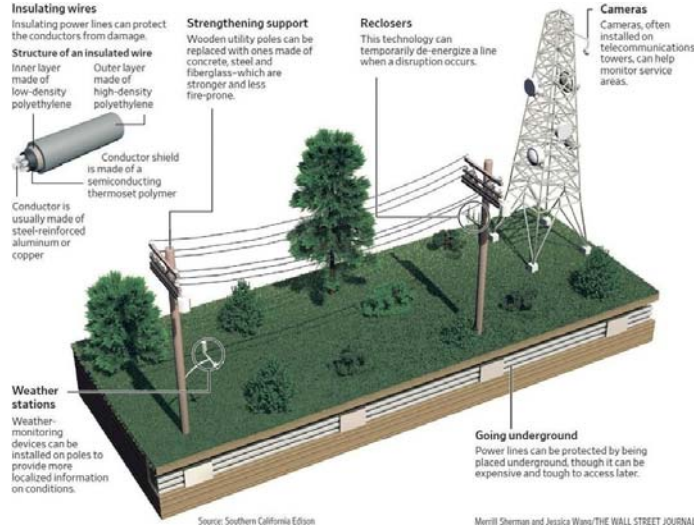 Insulating wires
Insulating power lines can protect
the conductors from damage.
Structure of an insulated wire
Inner layer
made of
low-density
polyethylene
Outer layer
made of
high-density
polyethylene
Conductor shield
is made of a
semiconducting
thermoset polymer
Conductor is
usually made of
steel-reinforced
aluminum or
copper
Strengthening support
Wooden utility poles can be
replaced with ones made of
concrete, steel and
fiberglass–which are
stronger and less
fire-prone.
Reclosers
This technology can
temporarily de-energize a line
when a disruption occurs.
Cameras
Cameras, often
installed on
telecommunications
towers, can help
monitor service
areas.
Weather
stations
Weather-
monitoring
devices can be
installed on poles to
provide more
localized information
on conditions.
Going underground
Power lines can be protected by being
placed underground, though it can be
expensive and tough to access later.
Source: Southern California Edison
Merrill Sherman and Jessica Wang/THE WALL STREET JOURNAL